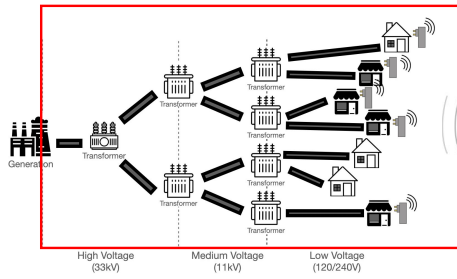 Transformer
Transformer
Transformer
Transformer
Generation
Transformer
Transformer
Transformer
Transformer
High Voltage
(33kV)
Medium Voltage
(11kV)
Low Voltage
(120/240V)